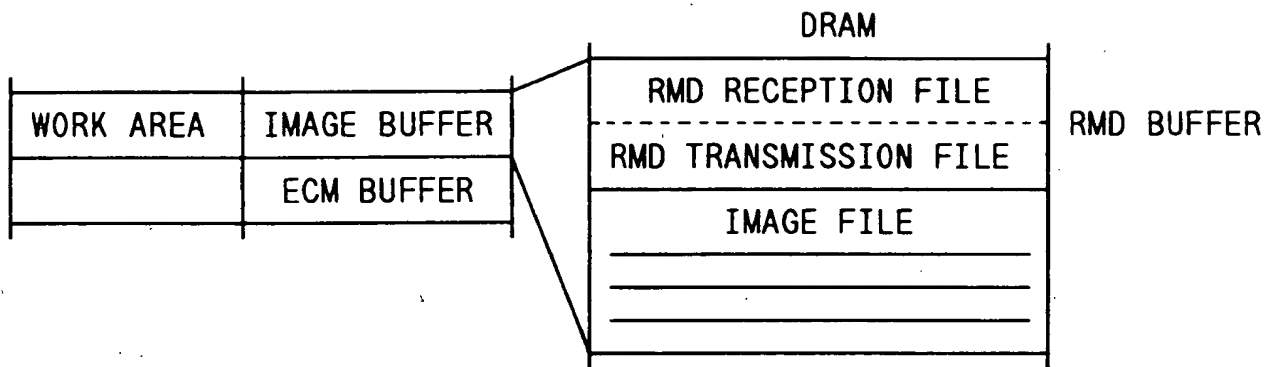 DRAM
WORK AREA
IMAGE BUFFER
ECM BUFFER
RMD RECEPTION FILE
RMD TRANSMISSION FILE
IMAGE FILE
RMD BUFFER